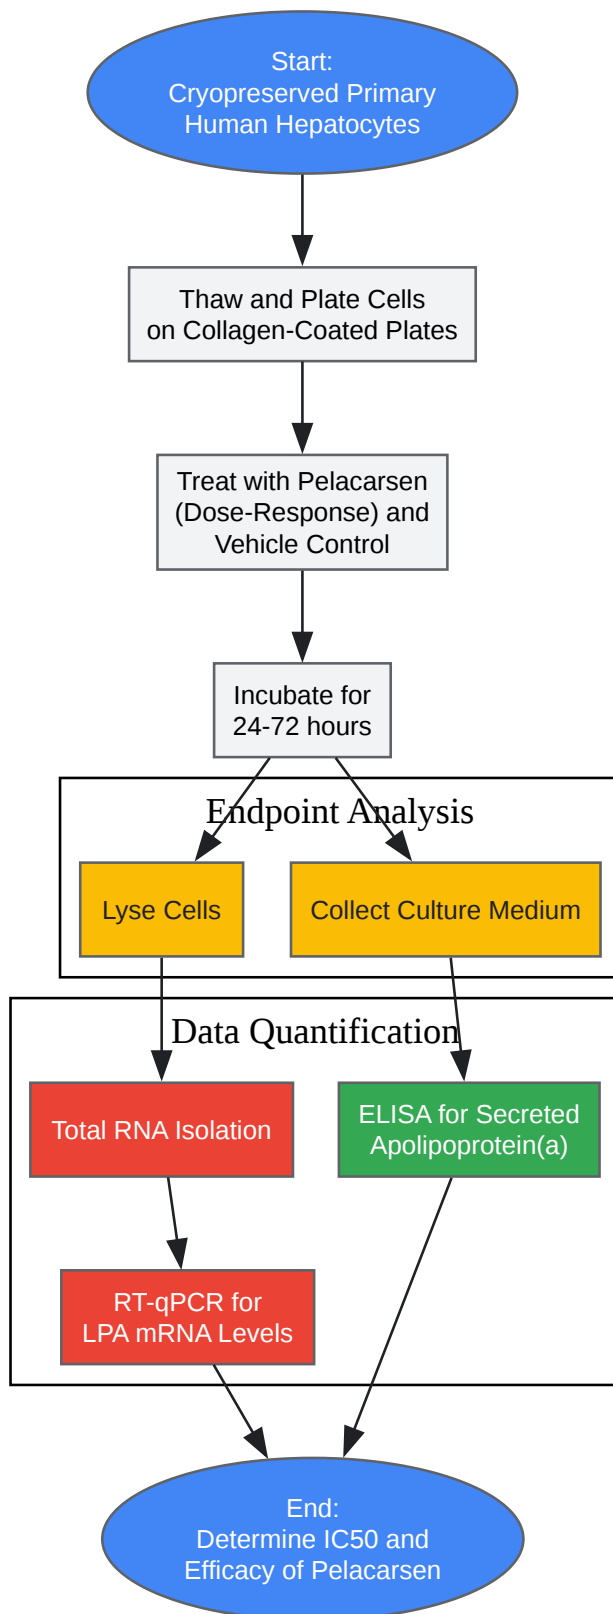 Start:
Cryopreserved Primary
Human Hepatocytes
Thaw and Plate Cells
on Collagen-Coated Plates
Treat with Pelacarsen
(Dose-Response) and
Vehicle Control
Incubate for
24-72 hours
Endpoint Analysis
Lyse Cells
Collect Culture Medium
Data Quantification
Total RNA Isolation
ELISA for Secreted
Apolipoprotein(a)
RT-qPCR for
LPA mRNA Levels
End:
Determine IC50 and
Efficacy of Pelacarsen